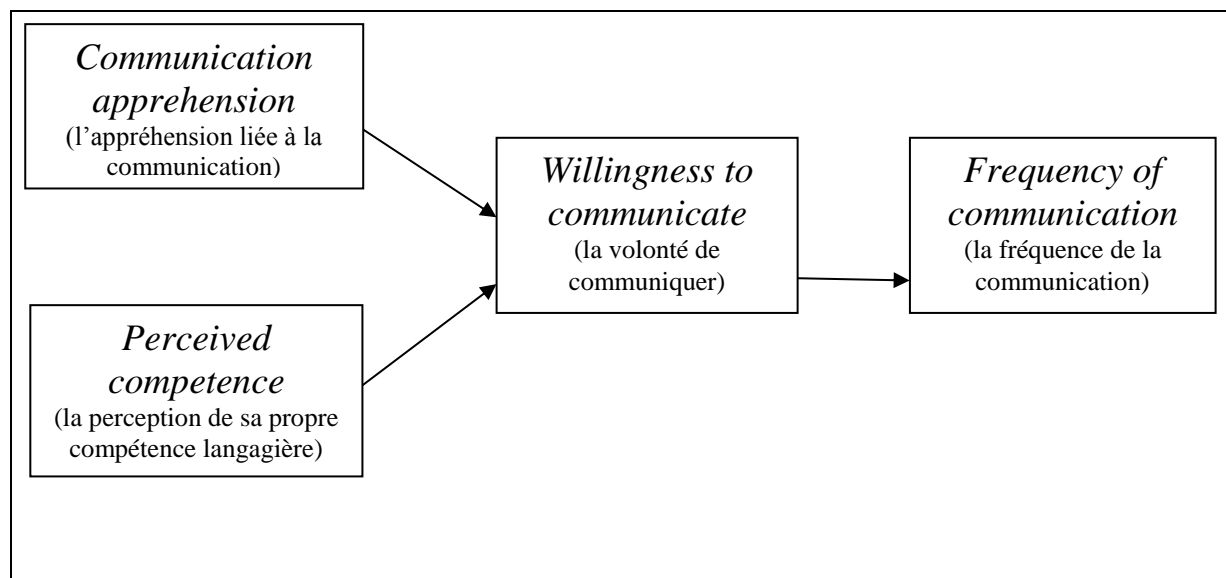 Communication
apprehension
(l’appréhension liée à la
communication)
Perceived
competence
(la perception de sa propre
compétence langagière)
Willingness to
communicate
(la volonté de
communiquer)
Frequency of
communication
(la fréquence de la
communication)